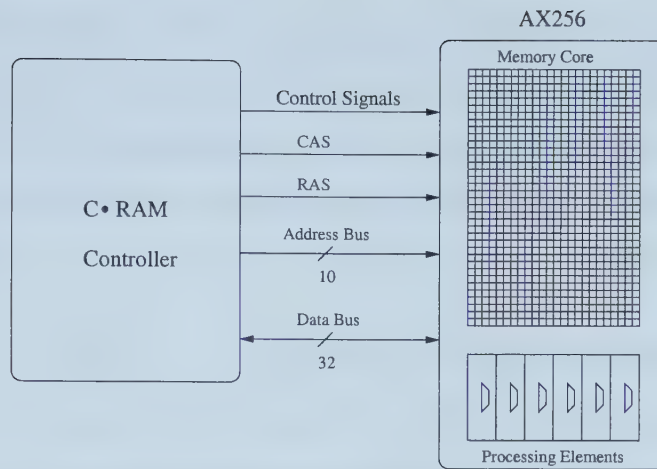 AX256
Memory Core
Control Signals
CAS
RAS
C• RAM
Controller
Address Bus
10
Data Bus
32
Processing Elements